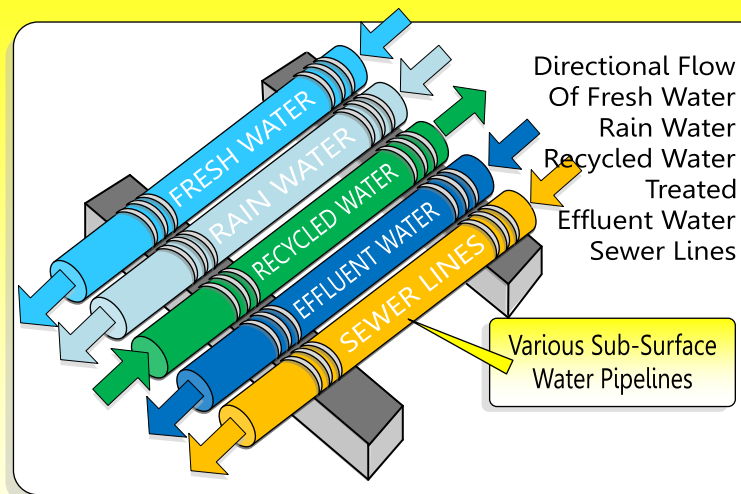 Directional Flow
Of Fresh Water
Rain Water
Recycled Water
Treated
Effluent Water
Sewer Lines
FRESH WATER
RAIN WATER
RECYCLED WATER
EFFLUENT WATER
SEWER LINES
Various Sub-Surface
Water Pipelines